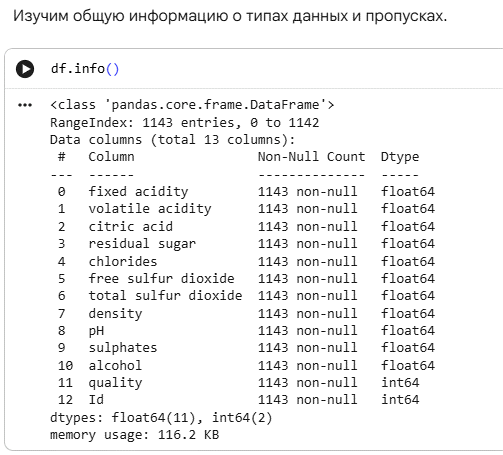 Изучим общую информацию о типах данных и пропусках.
df.info()
<class 'pandas.core.frame.DataFrame'>
RangeIndex: 1143 entries, 0 to 1142
Data columns (total 13 columns):
 #   Column                Non-Null Count  Dtype
---  ------                --------------  -----
 0   fixed acidity         1143 non-null   float64
 1   volatile acidity      1143 non-null   float64
 2   citric acid           1143 non-null   float64
 3   residual sugar        1143 non-null   float64
 4   chlorides             1143 non-null   float64
 5   free sulfur dioxide   1143 non-null   float64
 6   total sulfur dioxide  1143 non-null   float64
 7   density               1143 non-null   float64
 8   pH                    1143 non-null   float64
 9   sulphates             1143 non-null   float64
 10  alcohol               1143 non-null   float64
 11  quality               1143 non-null   int64
 12  Id                    1143 non-null   int64
dtypes: float64(11), int64(2)
memory usage: 116.2 KB